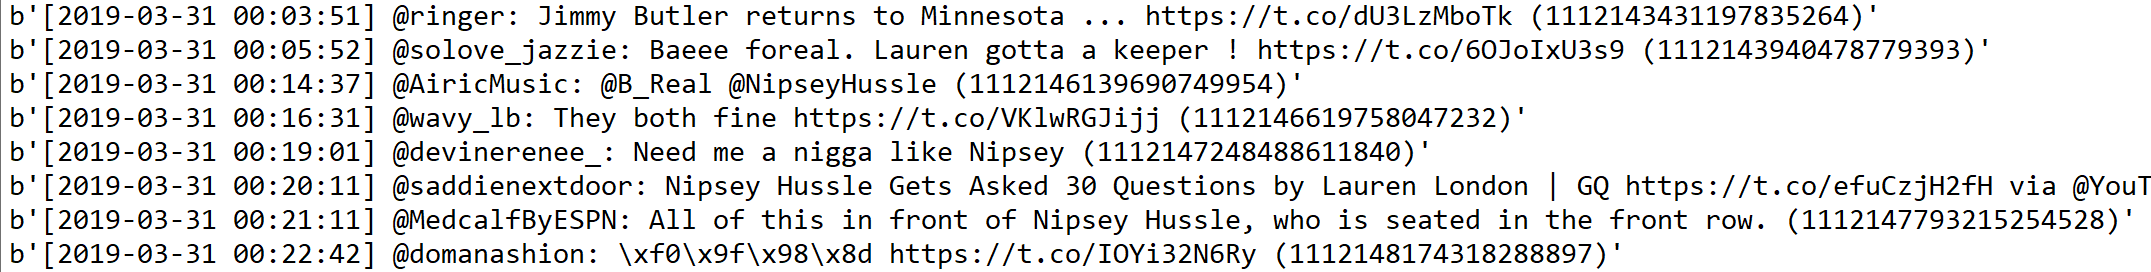 b'[2019-03-31 00:03:51] @ringer: Jimmy Butler returns to Minnesota ... https://t.co/dU3LzMboTk (1112143431197835264)'
b'[2019-03-31 00:05:52] @solove_jazzie: Baeee foreal. Lauren gotta a keeper ! https://t.co/6OJoIxU3s9 (1112143940478779393)'
b'[2019-03-31 00:14:37] @AiricMusic: @B_Real @NipseyHussle (1112146139690749954)'
b'[2019-03-31 00:16:31] @wavy_lb: They both fine https://t.co/VKlwRGJijj (1112146619758047232)'
b'[2019-03-31 00:19:01] @devinerenee_: Need me a nigga like Nipsey (1112147248488611840)'
b'[2019-03-31 00:20:11] @saddienextdoor: Nipsey Hussle Gets Asked 30 Questions by Lauren London | GQ https://t.co/efuCzjH2fH via @YouT
b'[2019-03-31 00:21:11] @MedcalfByESPN: All of this in front of Nipsey Hussle, who is seated in the front row. (1112147793215254528)'
b'[2019-03-31 00:22:42] @domanashion: \xf0\x9f\x98\x8d https://t.co/IOYi32N6Ry (1112148174318288897)'